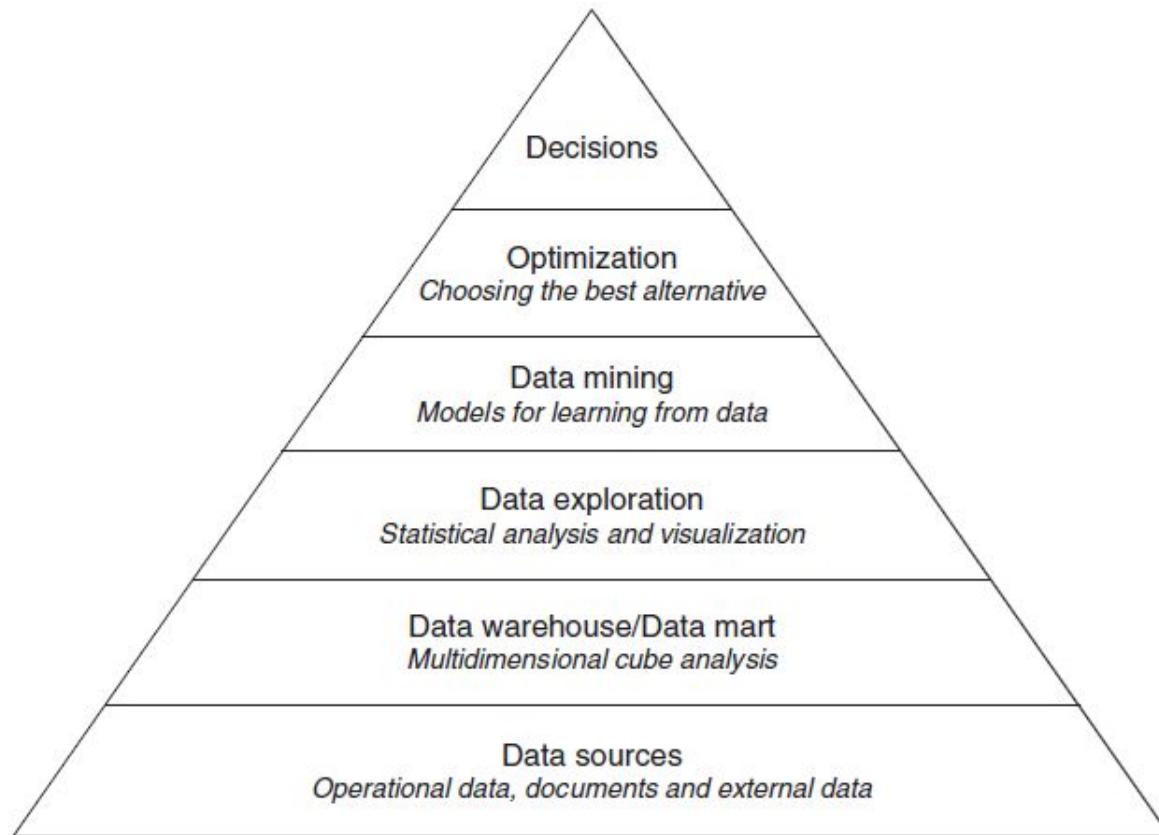 Decisions
Optimization
Choosing the best alternative
Data mining
Models for learning from data
Data exploration
Statistical analysis and visualization
Data warehouse/Data mart
Multidimensional cube analysis
Data sources
Operational data, documents and external data